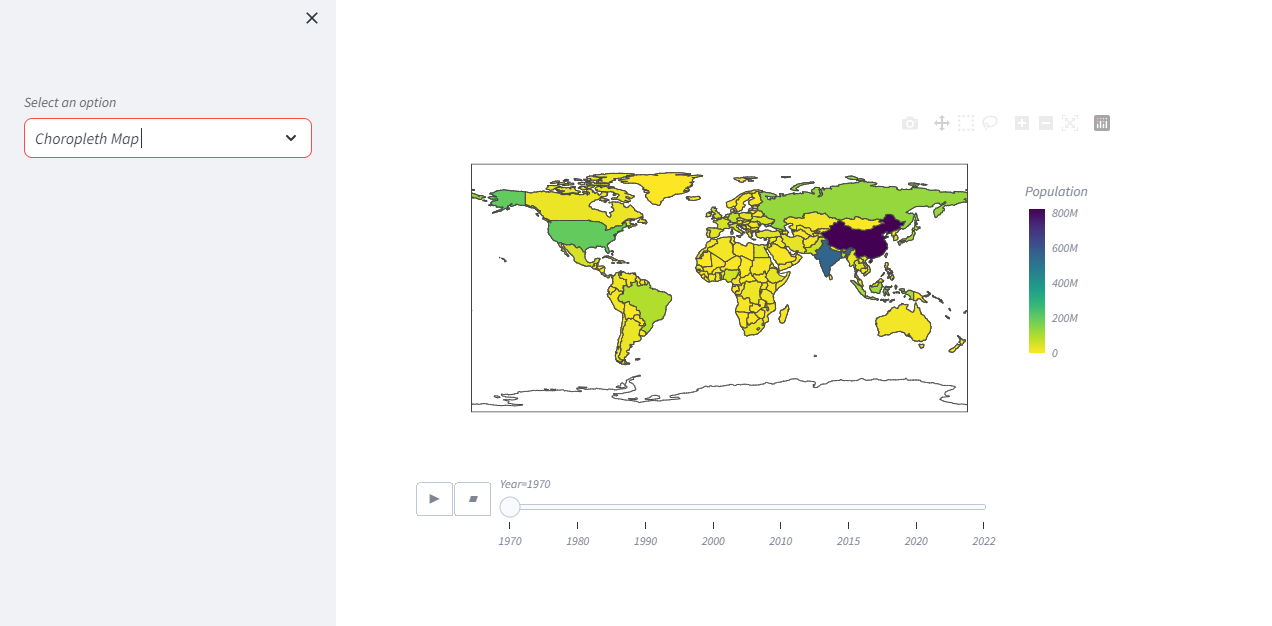 Select an option
Choropleth Map
Population
800M
600M
400M
200M
0
Year=1970
1970 1980 1990 2000 2010 2015 2020 2022